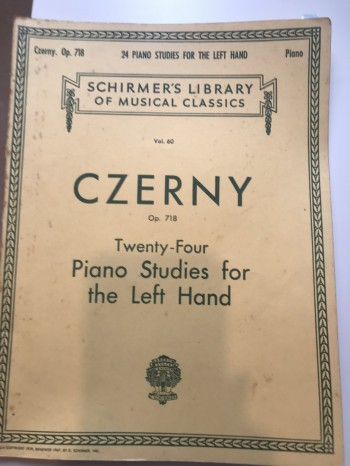 Czerny, Op. 718 24 PIANO STUDIES FOR THE LEFT HAND Piano
SCHIRMER'S LIBRARY
OF MUSICAL CLASSICS
Vol. 60
CZERNY
Op. 718
Twenty-Four
Piano Studies for
the Left Hand